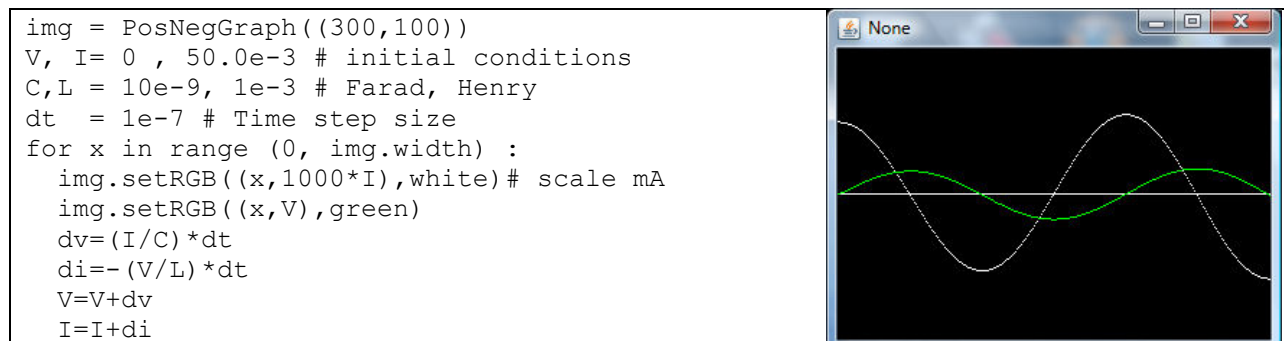 img = PosNegGraph((300,100))
V, I= 0 , 50.0e-3 # initial conditions
C,L = 10e-9, 1e-3 # Farad, Henry
dt  = 1e-7 # Time step size
for x in range (0, img.width) :
  img.setRGB((x,1000*I),white)# scale mA
  img.setRGB((x,V),green)
  dv=(I/C)*dt
  di=-(V/L)*dt
  V=V+dv
  I=I+di
None